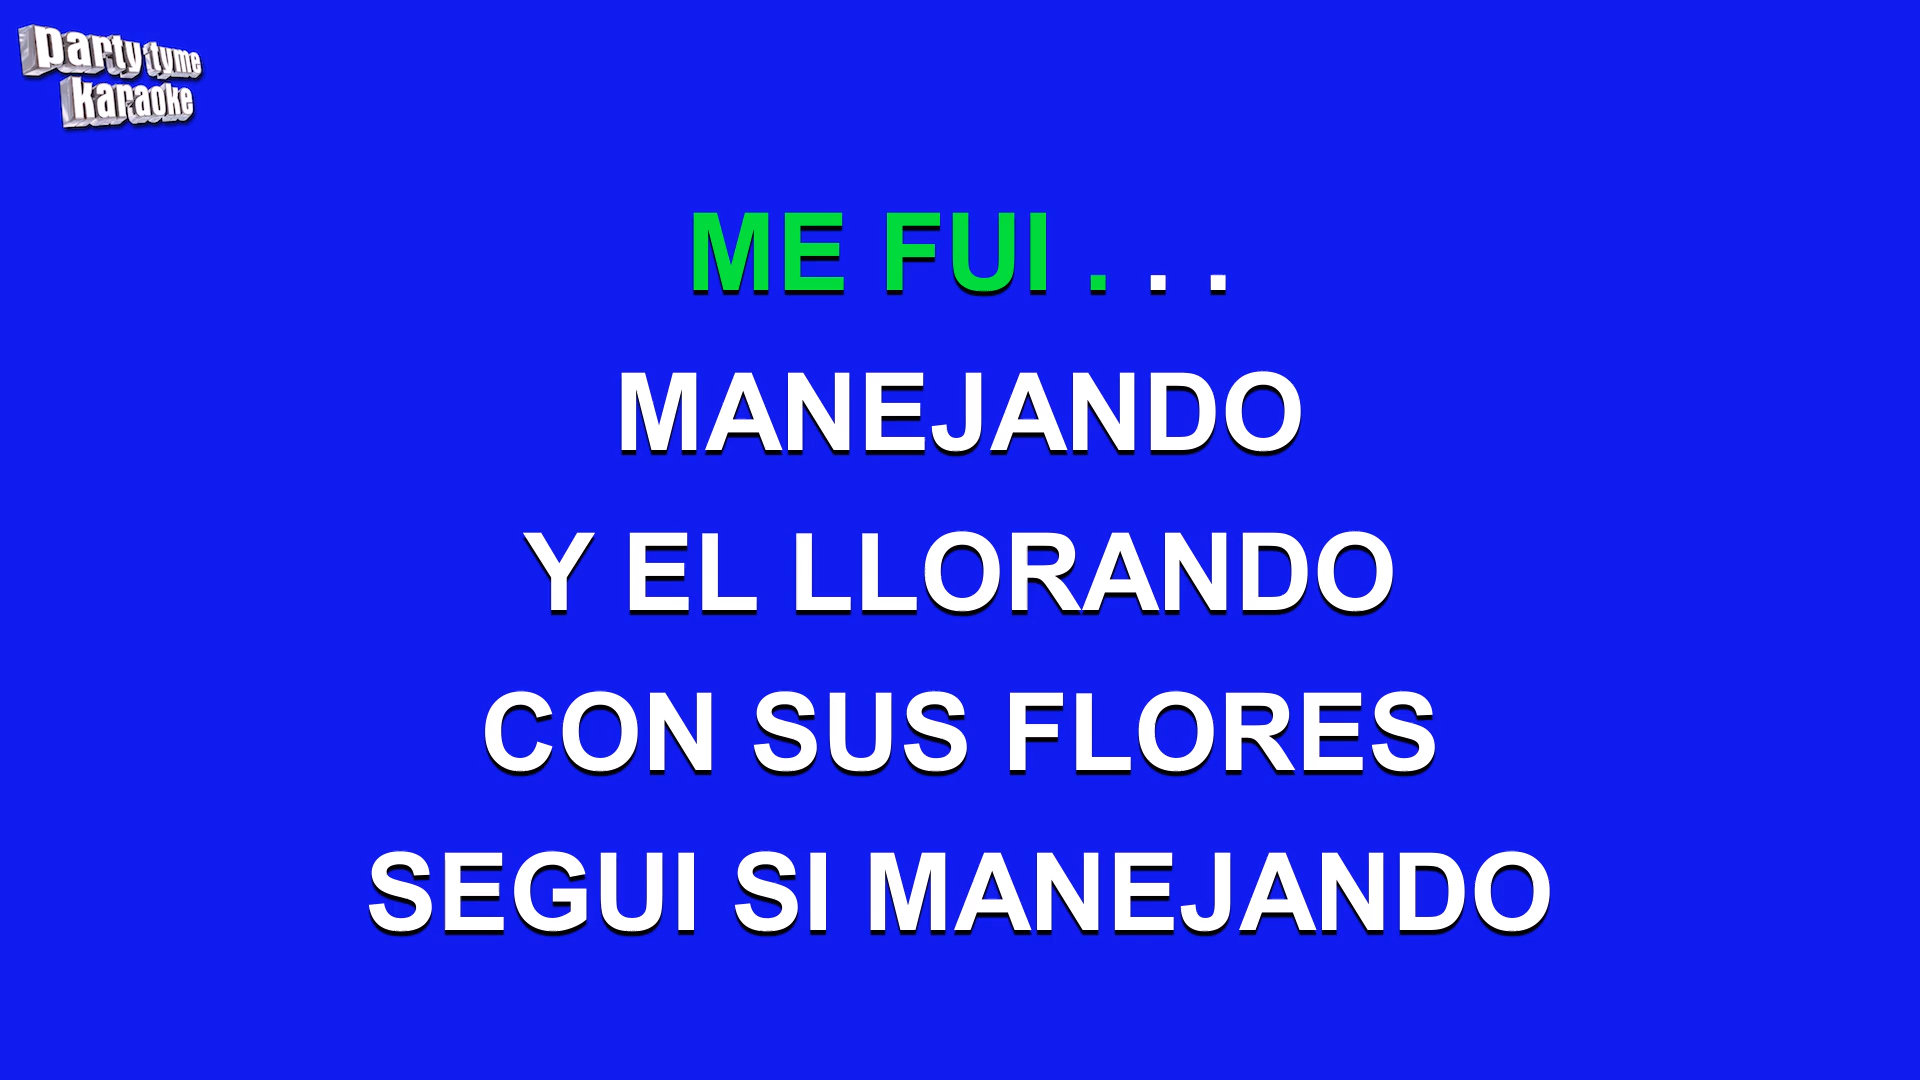 party tyme
karaoke
ME FUI . . .
MANEJANDO
Y EL LLORANDO
CON SUS FLORES
SEGUI SI MANEJANDO